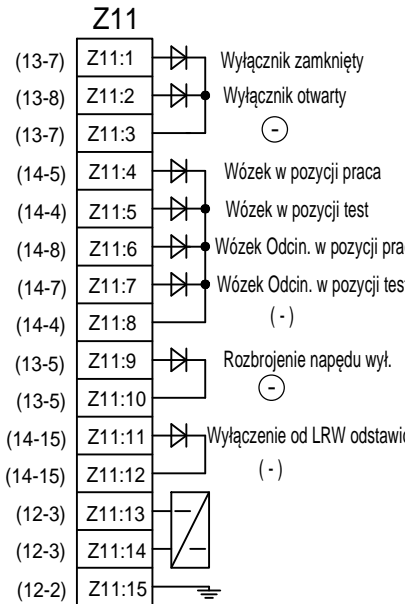 Z11
(13-7) Z11:1 Wyłącznik zamknięty
(13-8) Z11:2 Wyłącznik otwarty
(13-7) Z11:3 -
(14-5) Z11:4 Wózek w pozycji praca
(14-4) Z11:5 Wózek w pozycji test
(14-8) Z11:6 Wózek Odcin. w pozycji pra
(14-7) Z11:7 Wózek Odcin. w pozycji test
(14-4) Z11:8 ( - )
(13-5) Z11:9 Rozbrojenie napędu wył.
(13-5) Z11:10 -
(14-15) Z11:11 Wyłączenie od LRW odstawio
(14-15) Z11:12 ( - )
(12-3) Z11:13
(12-3) Z11:14
(12-2) Z11:15